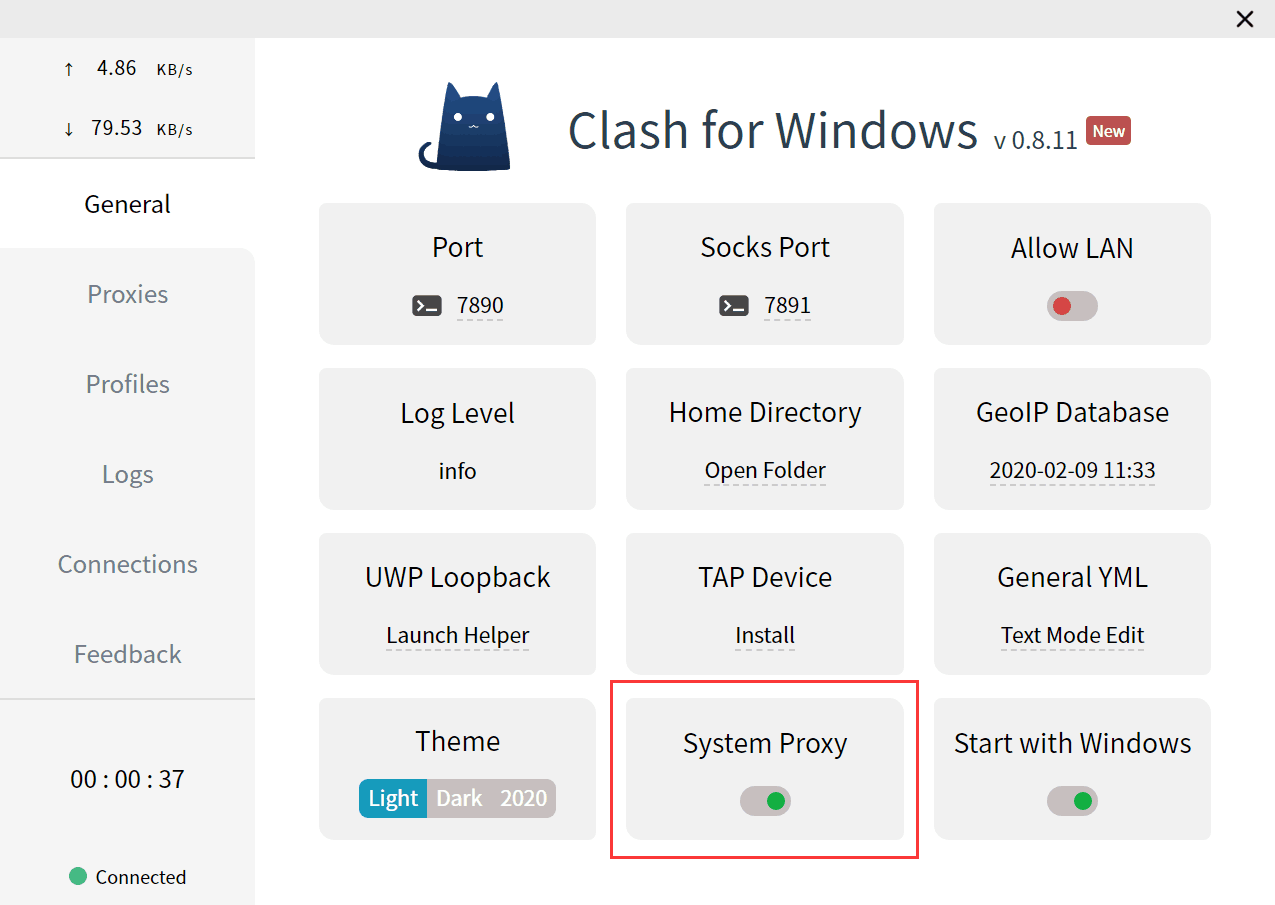 ↑ 4.86 KB/s
↓ 79.53 KB/s
General
Proxies
Profiles
Logs
Connections
Feedback
00 : 00 : 37
Connected
Clash for Windows v 0.8.11 New
Port
7890
Socks Port
7891
Allow LAN
Log Level
info
Home Directory
Open Folder
GeoIP Database
2020-02-09 11:33
UWP Loopback
Launch Helper
TAP Device
Install
General YML
Text Mode Edit
Theme
Light Dark 2020
System Proxy
Start with Windows